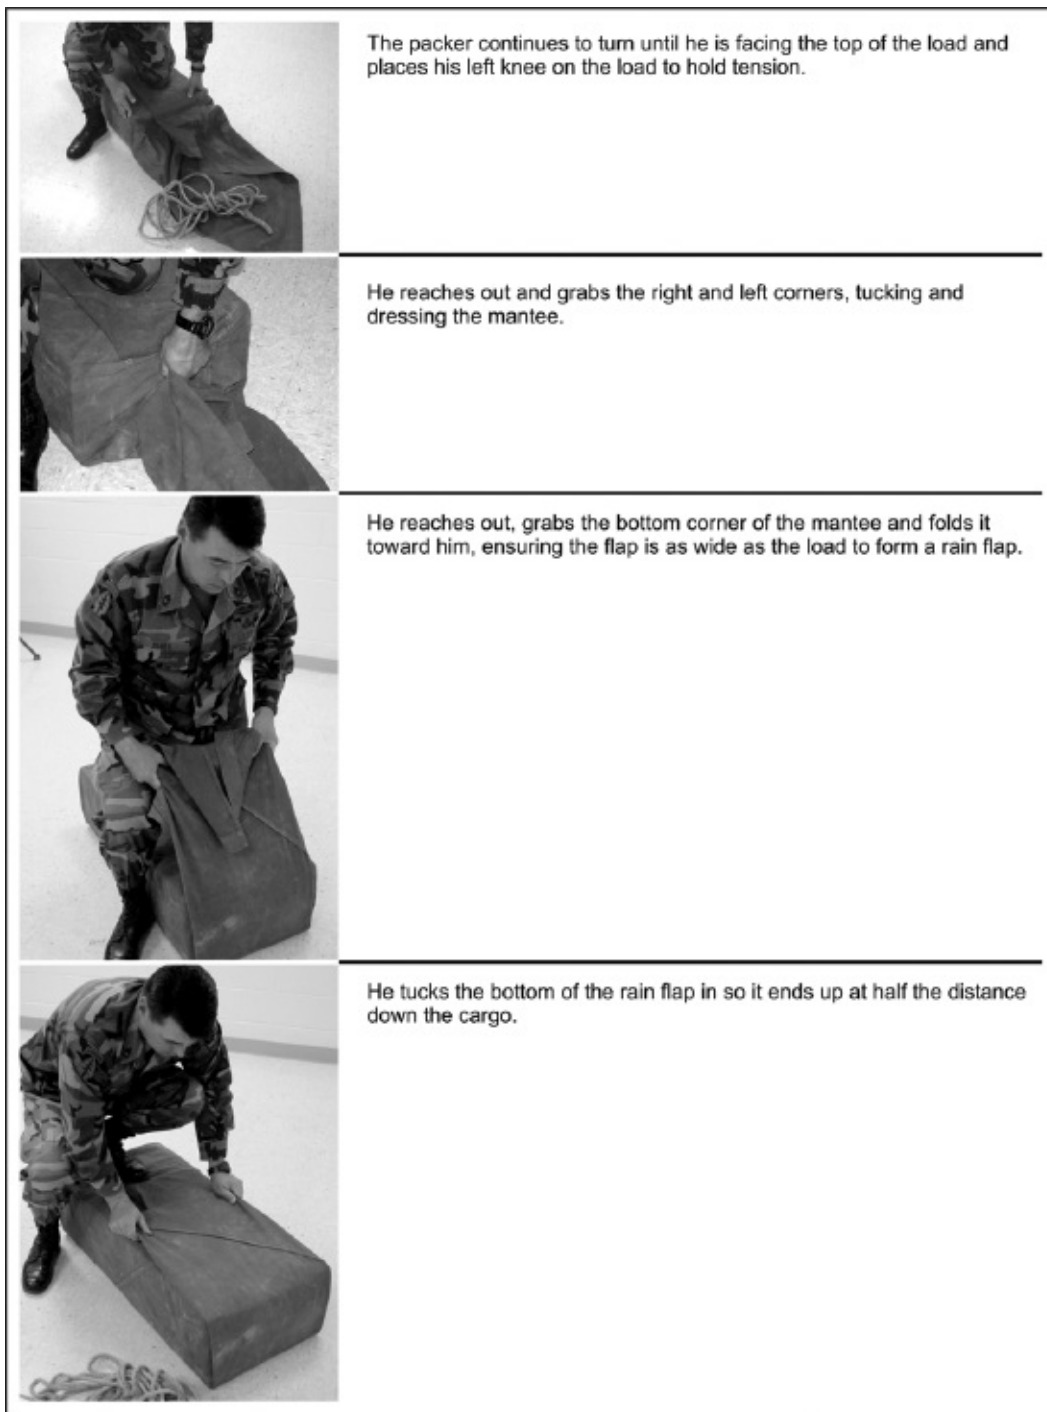 The packer continues to turn until he is facing the top of the load and
places his left knee on the load to hold tension.
He reaches out and grabs the right and left corners, tucking and
dressing the mantee.
He reaches out, grabs the bottom corner of the mantee and folds it
toward him, ensuring the flap is as wide as the load to form a rain flap.
He tucks the bottom of the rain flap in so it ends up at half the distance
down the cargo.